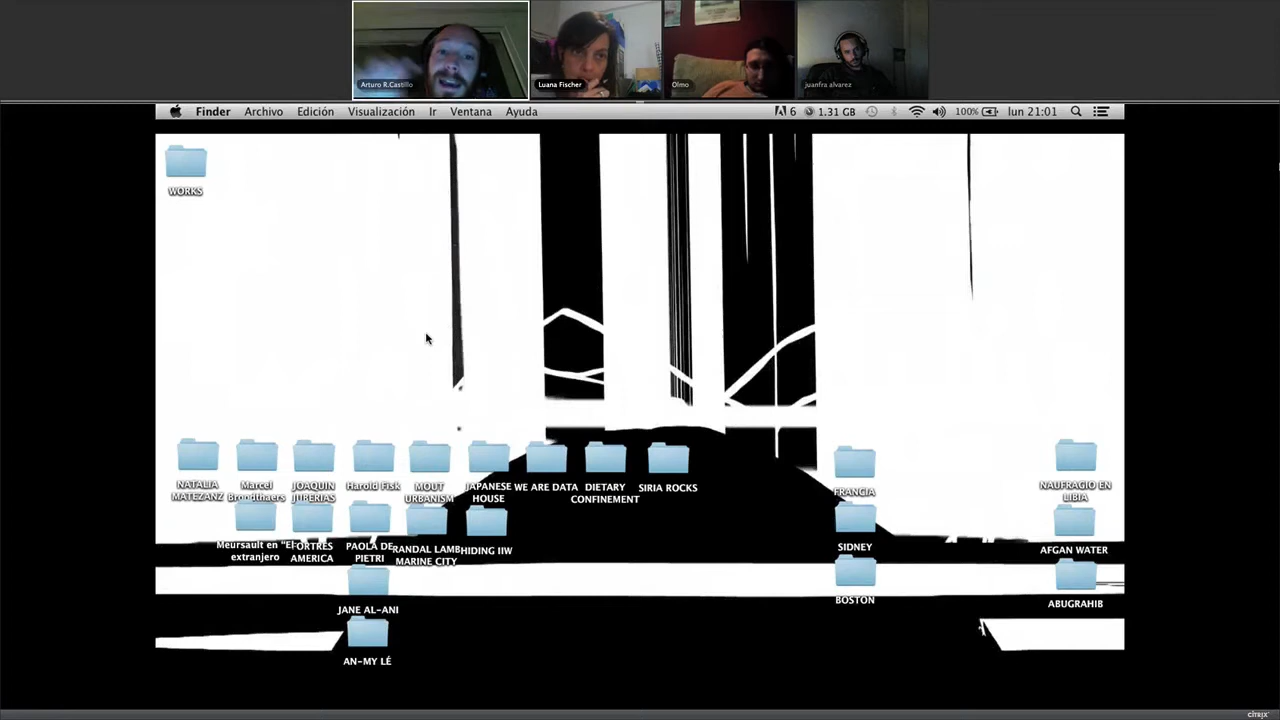 Arturo R.Castillo
Luana Fischer
Olmo
juanfra alvarez
Finder Archivo Edición Visualización Ir Ventana Ayuda 6 1.31 GB 100% lun 21:01
WORKS
NATALIA
MATEZANZ
Marcel
Broodthaers
JOAQUIN
JUBERIAS
Harold Fisk
MOUT
URBANISM
JAPANESE
HOUSE
WE ARE DATA
DIETARY
CONFINEMENT
SIRIA ROCKS
FRANCIA
NAUFRAGIO EN
LIBIA
Meursault en "El
extranjero
FORTRES
AMERICA
PAOLA DE
PIETRI
RANDAL LAMB
MARINE CITY
HIDING IIW
SIDNEY
AFGAN WATER
JANE AL-ANI
BOSTON
ABUGRAHIB
AN-MY LÉ
CITRIX